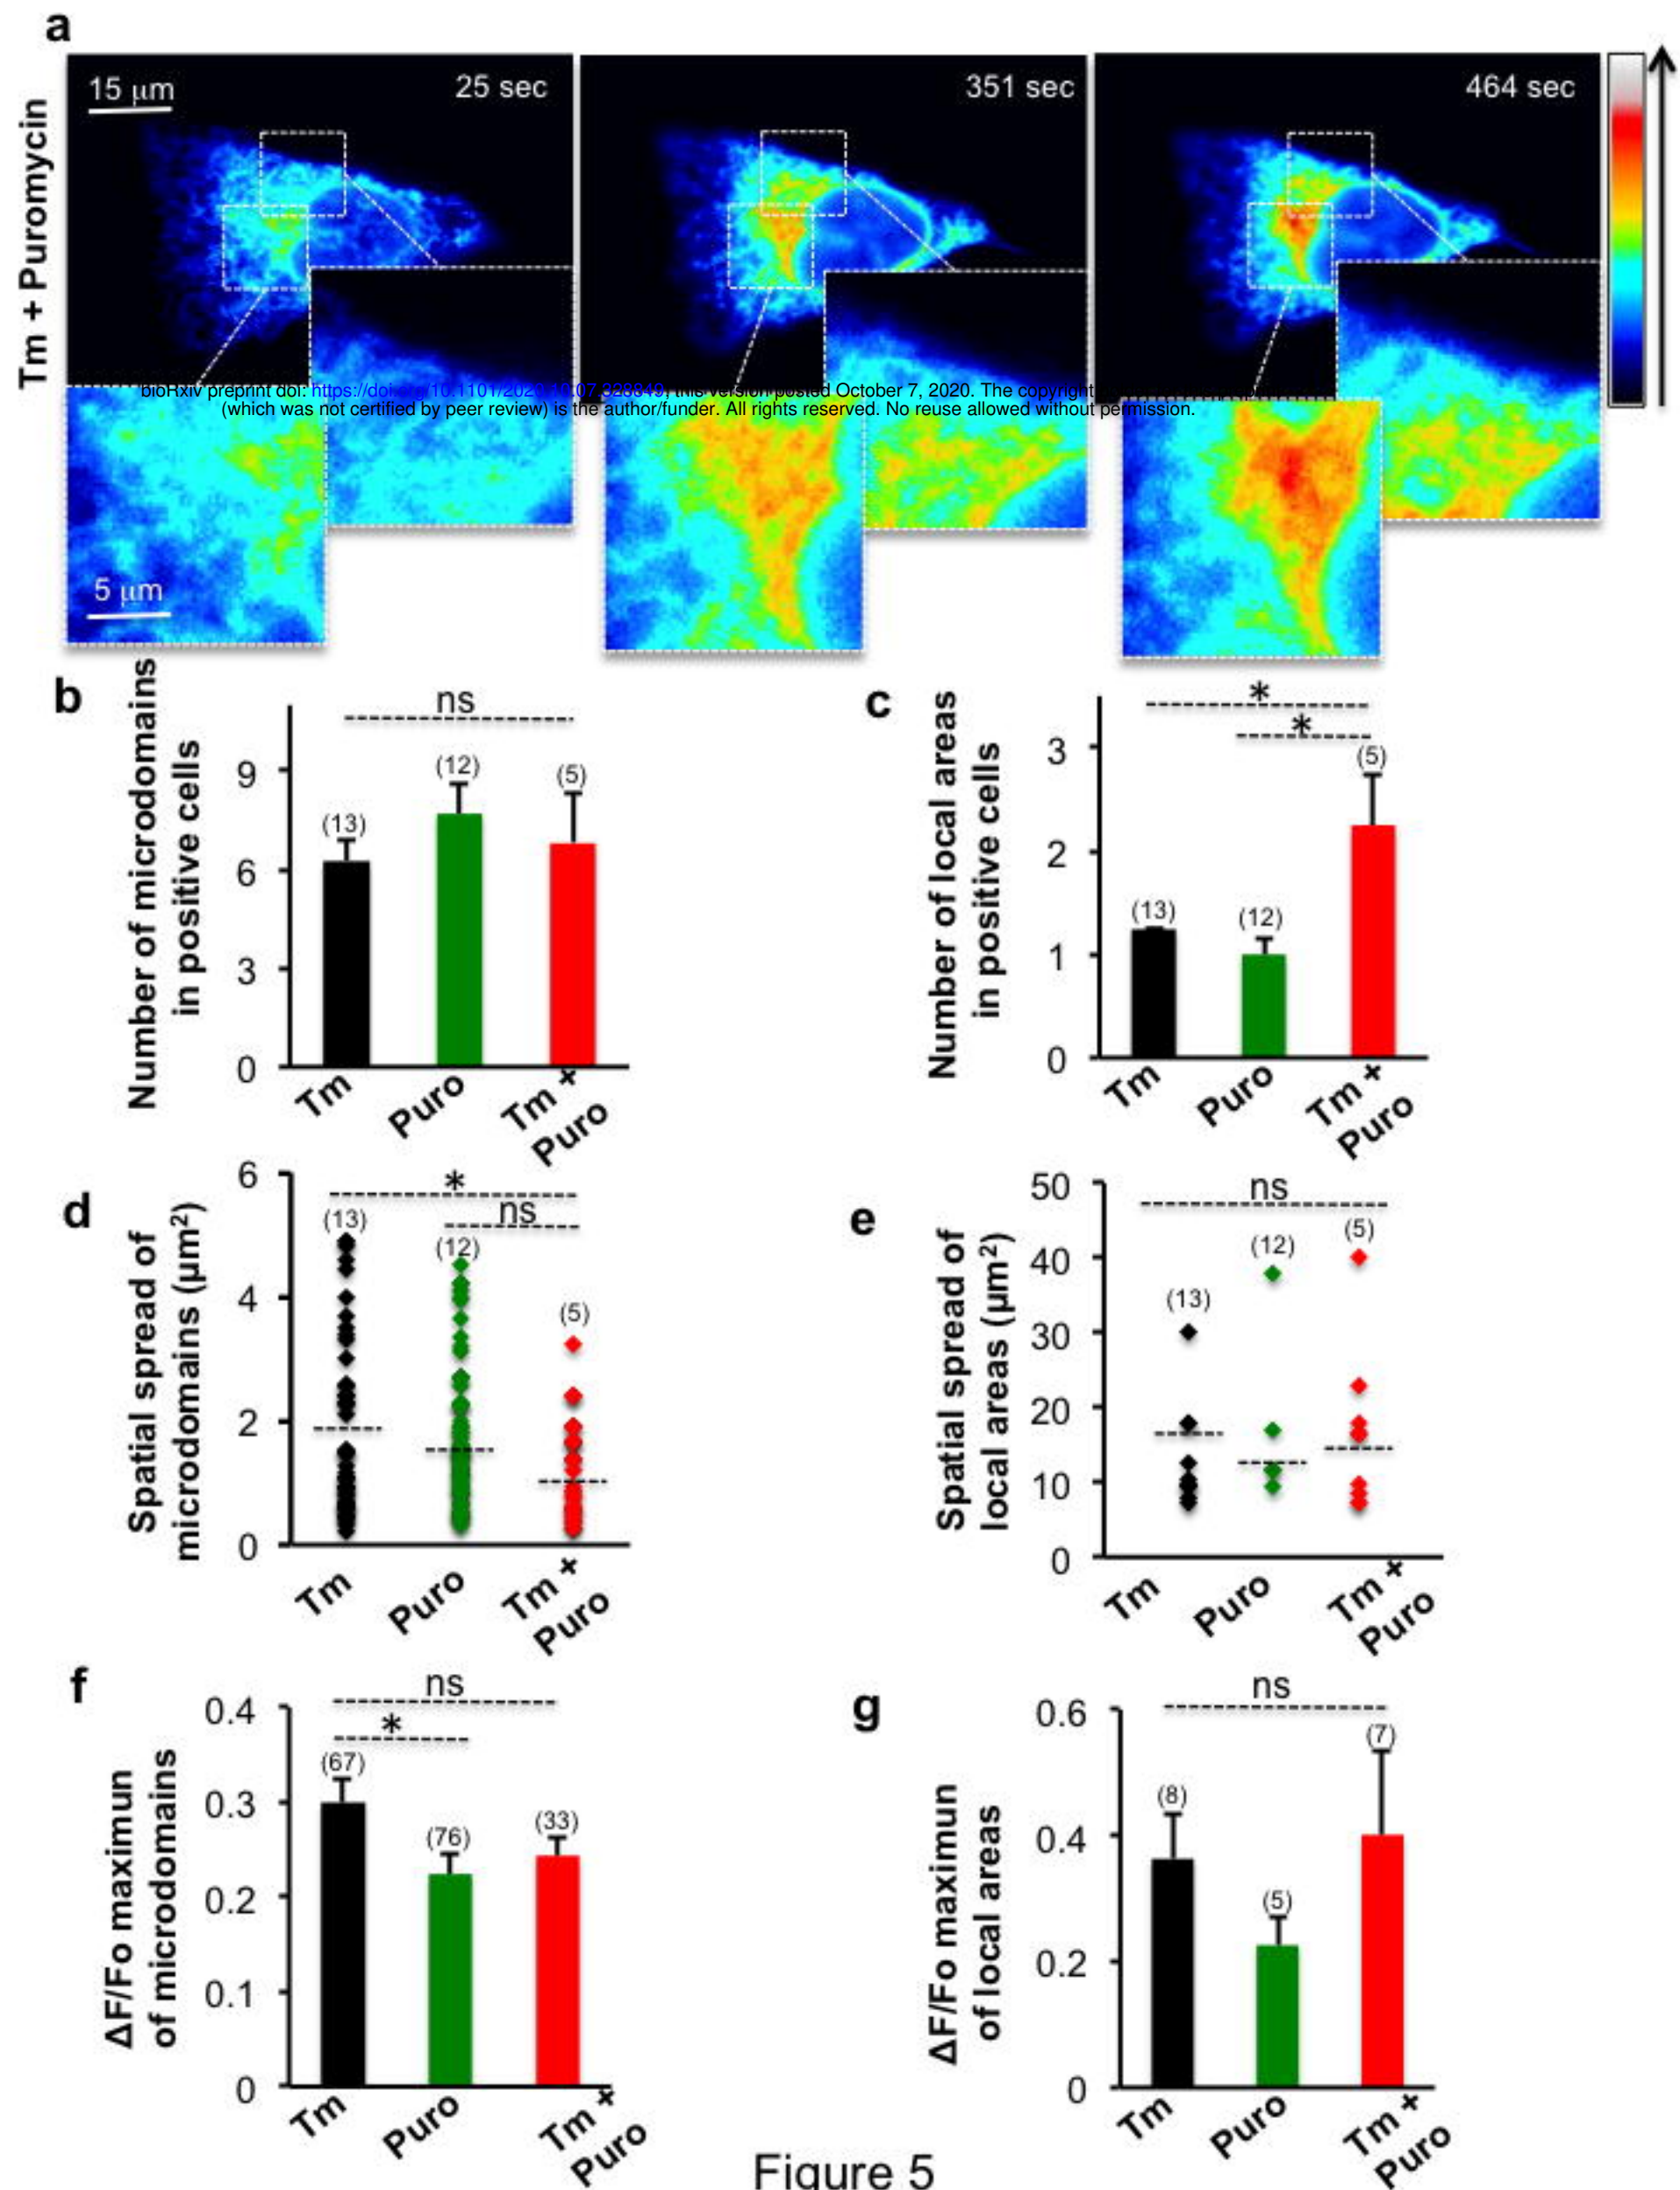 a
Tm + Puromycin
15 µm
25 sec
351 sec
464 sec
bioRxiv preprint doi: https://doi.org/10.1101/2020.10.07.328849; this version posted October 7, 2020. The copyright
(which was not certified by peer review) is the author/funder. All rights reserved. No reuse allowed without permission.
5 µm
b
Number of microdomains
in positive cells
ns
9
6
3
0
(13)
(12)
(5)
Tm
Puro
Tm +
Puro
c
Number of local areas
in positive cells
*
*
3
2
1
0
(13)
(12)
(5)
Tm
Puro
Tm +
Puro
d
Spatial spread of
microdomains (µm²)
*
ns
6
4
2
0
(13)
(12)
(5)
Tm
Puro
Tm +
Puro
e
Spatial spread of
local areas (µm²)
ns
50
40
30
20
10
0
(13)
(12)
(5)
Tm
Puro
Tm +
Puro
f
ΔF/Fo maximun
of microdomains
ns
*
0.4
0.3
0.2
0.1
0
(67)
(76)
(33)
Tm
Puro
Tm +
Puro
g
ΔF/Fo maximun
of local areas
ns
0.6
0.4
0.2
0
(8)
(5)
(7)
Tm
Puro
Tm +
Puro
Figure 5